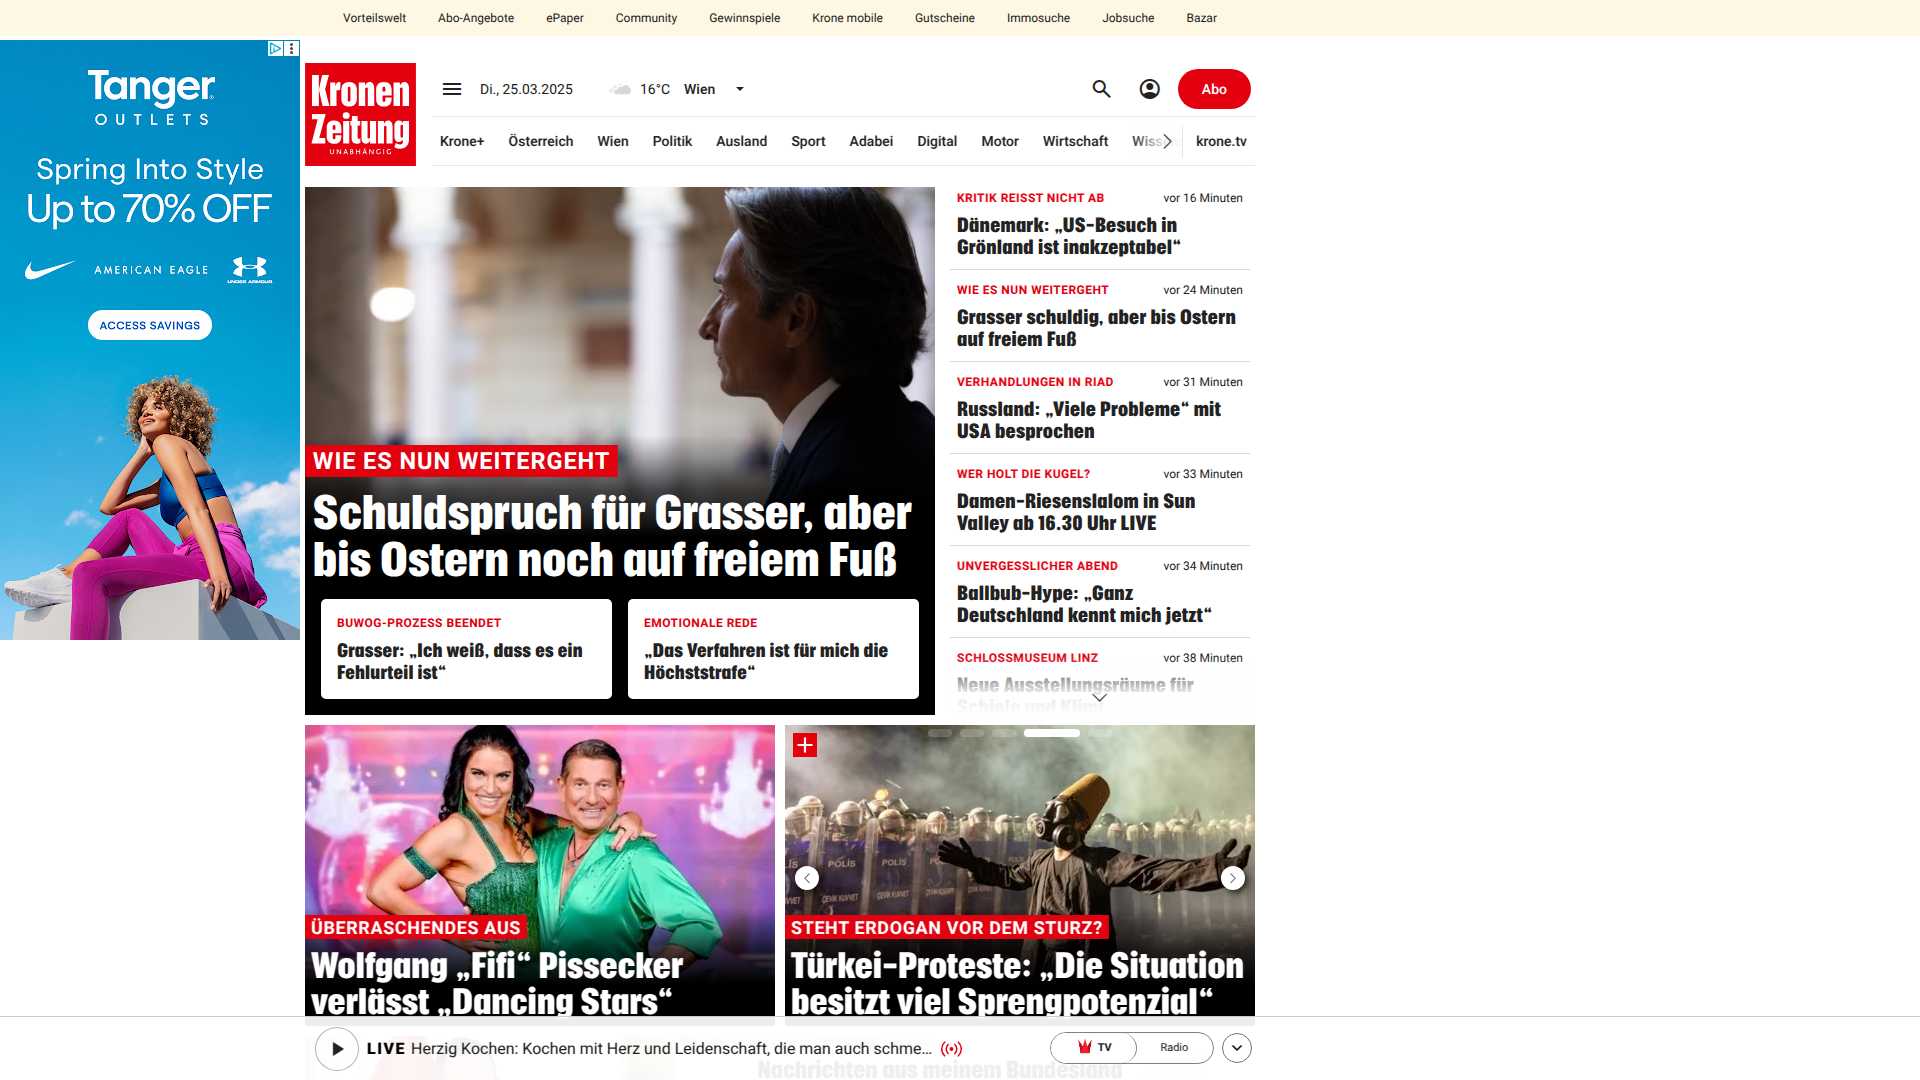 Vorteilswelt Abo-Angebote ePaper Community Gewinnspiele Krone mobile Gutscheine Immosuche Jobsuche Bazar
Tanger
OUTLETS
Spring Into Style
Up to 70% OFF
AMERICAN EAGLE
UNDER ARMOUR
ACCESS SAVINGS
Kronen
Zeitung
UNABHÄNGIG
Di., 25.03.2025 16°C Wien
Abo
Krone+ Österreich Wien Politik Ausland Sport Adabei Digital Motor Wirtschaft Wiss krone.tv
WIE ES NUN WEITERGEHT
Schuldspruch für Grasser, aber
bis Ostern noch auf freiem Fuß
BUWOG-PROZESS BEENDET
Grasser: „Ich weiß, dass es ein
Fehlurteil ist“
EMOTIONALE REDE
„Das Verfahren ist für mich die
Höchststrafe“
KRITIK REISST NICHT AB vor 16 Minuten
Dänemark: „US-Besuch in
Grönland ist inakzeptabel“
WIE ES NUN WEITERGEHT vor 24 Minuten
Grasser schuldig, aber bis Ostern
auf freiem Fuß
VERHANDLUNGEN IN RIAD vor 31 Minuten
Russland: „Viele Probleme“ mit
USA besprochen
WER HOLT DIE KUGEL? vor 33 Minuten
Damen-Riesenslalom in Sun
Valley ab 16.30 Uhr LIVE
UNVERGESSLICHER ABEND vor 34 Minuten
Ballbub-Hype: „Ganz
Deutschland kennt mich jetzt“
SCHLOSSMUSEUM LINZ vor 38 Minuten
Neue Ausstellungsräume für
Schiele und Klimt
ÜBERRASCHENDES AUS
Wolfgang „Fifi“ Pissecker
verlässt „Dancing Stars“
POLİS POLİS
ÇEVİK KUVVET
STEHT ERDOGAN VOR DEM STURZ?
Türkei-Proteste: „Die Situation
besitzt viel Sprengpotenzial“
LIVE Herzig Kochen: Kochen mit Herz und Leidenschaft, die man auch schme...
TV Radio
Nachrichten aus meinem Bundesland